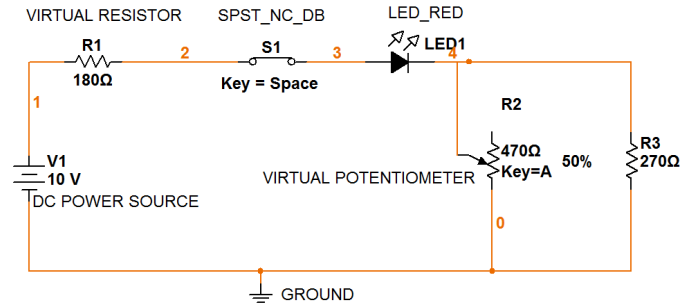 VIRTUAL RESISTOR
SPST_NC_DB
LED_RED
R1
2
S1
3
LED1
4
180Ω
Key = Space
1
R2
V1
10 V
DC POWER SOURCE
VIRTUAL POTENTIOMETER
470Ω
Key=A
50%
R3
270Ω
0
GROUND